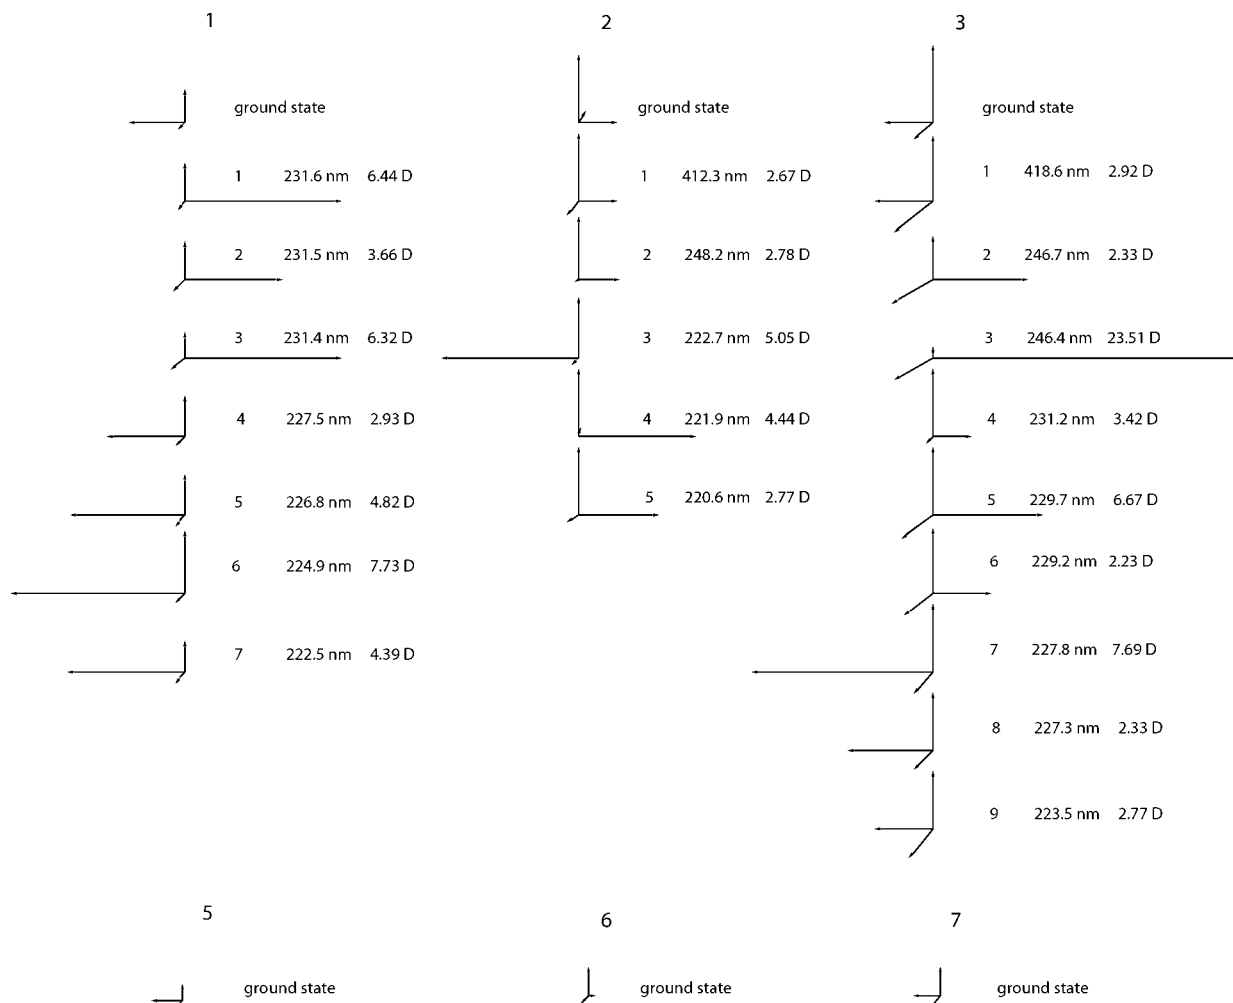 1
ground state
1 231.6 nm 6.44 D
2 231.5 nm 3.66 D
3 231.4 nm 6.32 D
4 227.5 nm 2.93 D
5 226.8 nm 4.82 D
6 224.9 nm 7.73 D
7 222.5 nm 4.39 D
2
ground state
1 412.3 nm 2.67 D
2 248.2 nm 2.78 D
3 222.7 nm 5.05 D
4 221.9 nm 4.44 D
5 220.6 nm 2.77 D
3
ground state
1 418.6 nm 2.92 D
2 246.7 nm 2.33 D
3 246.4 nm 23.51 D
4 231.2 nm 3.42 D
5 229.7 nm 6.67 D
6 229.2 nm 2.23 D
7 227.8 nm 7.69 D
8 227.3 nm 2.33 D
9 223.5 nm 2.77 D
5
ground state
6
ground state
7
ground state